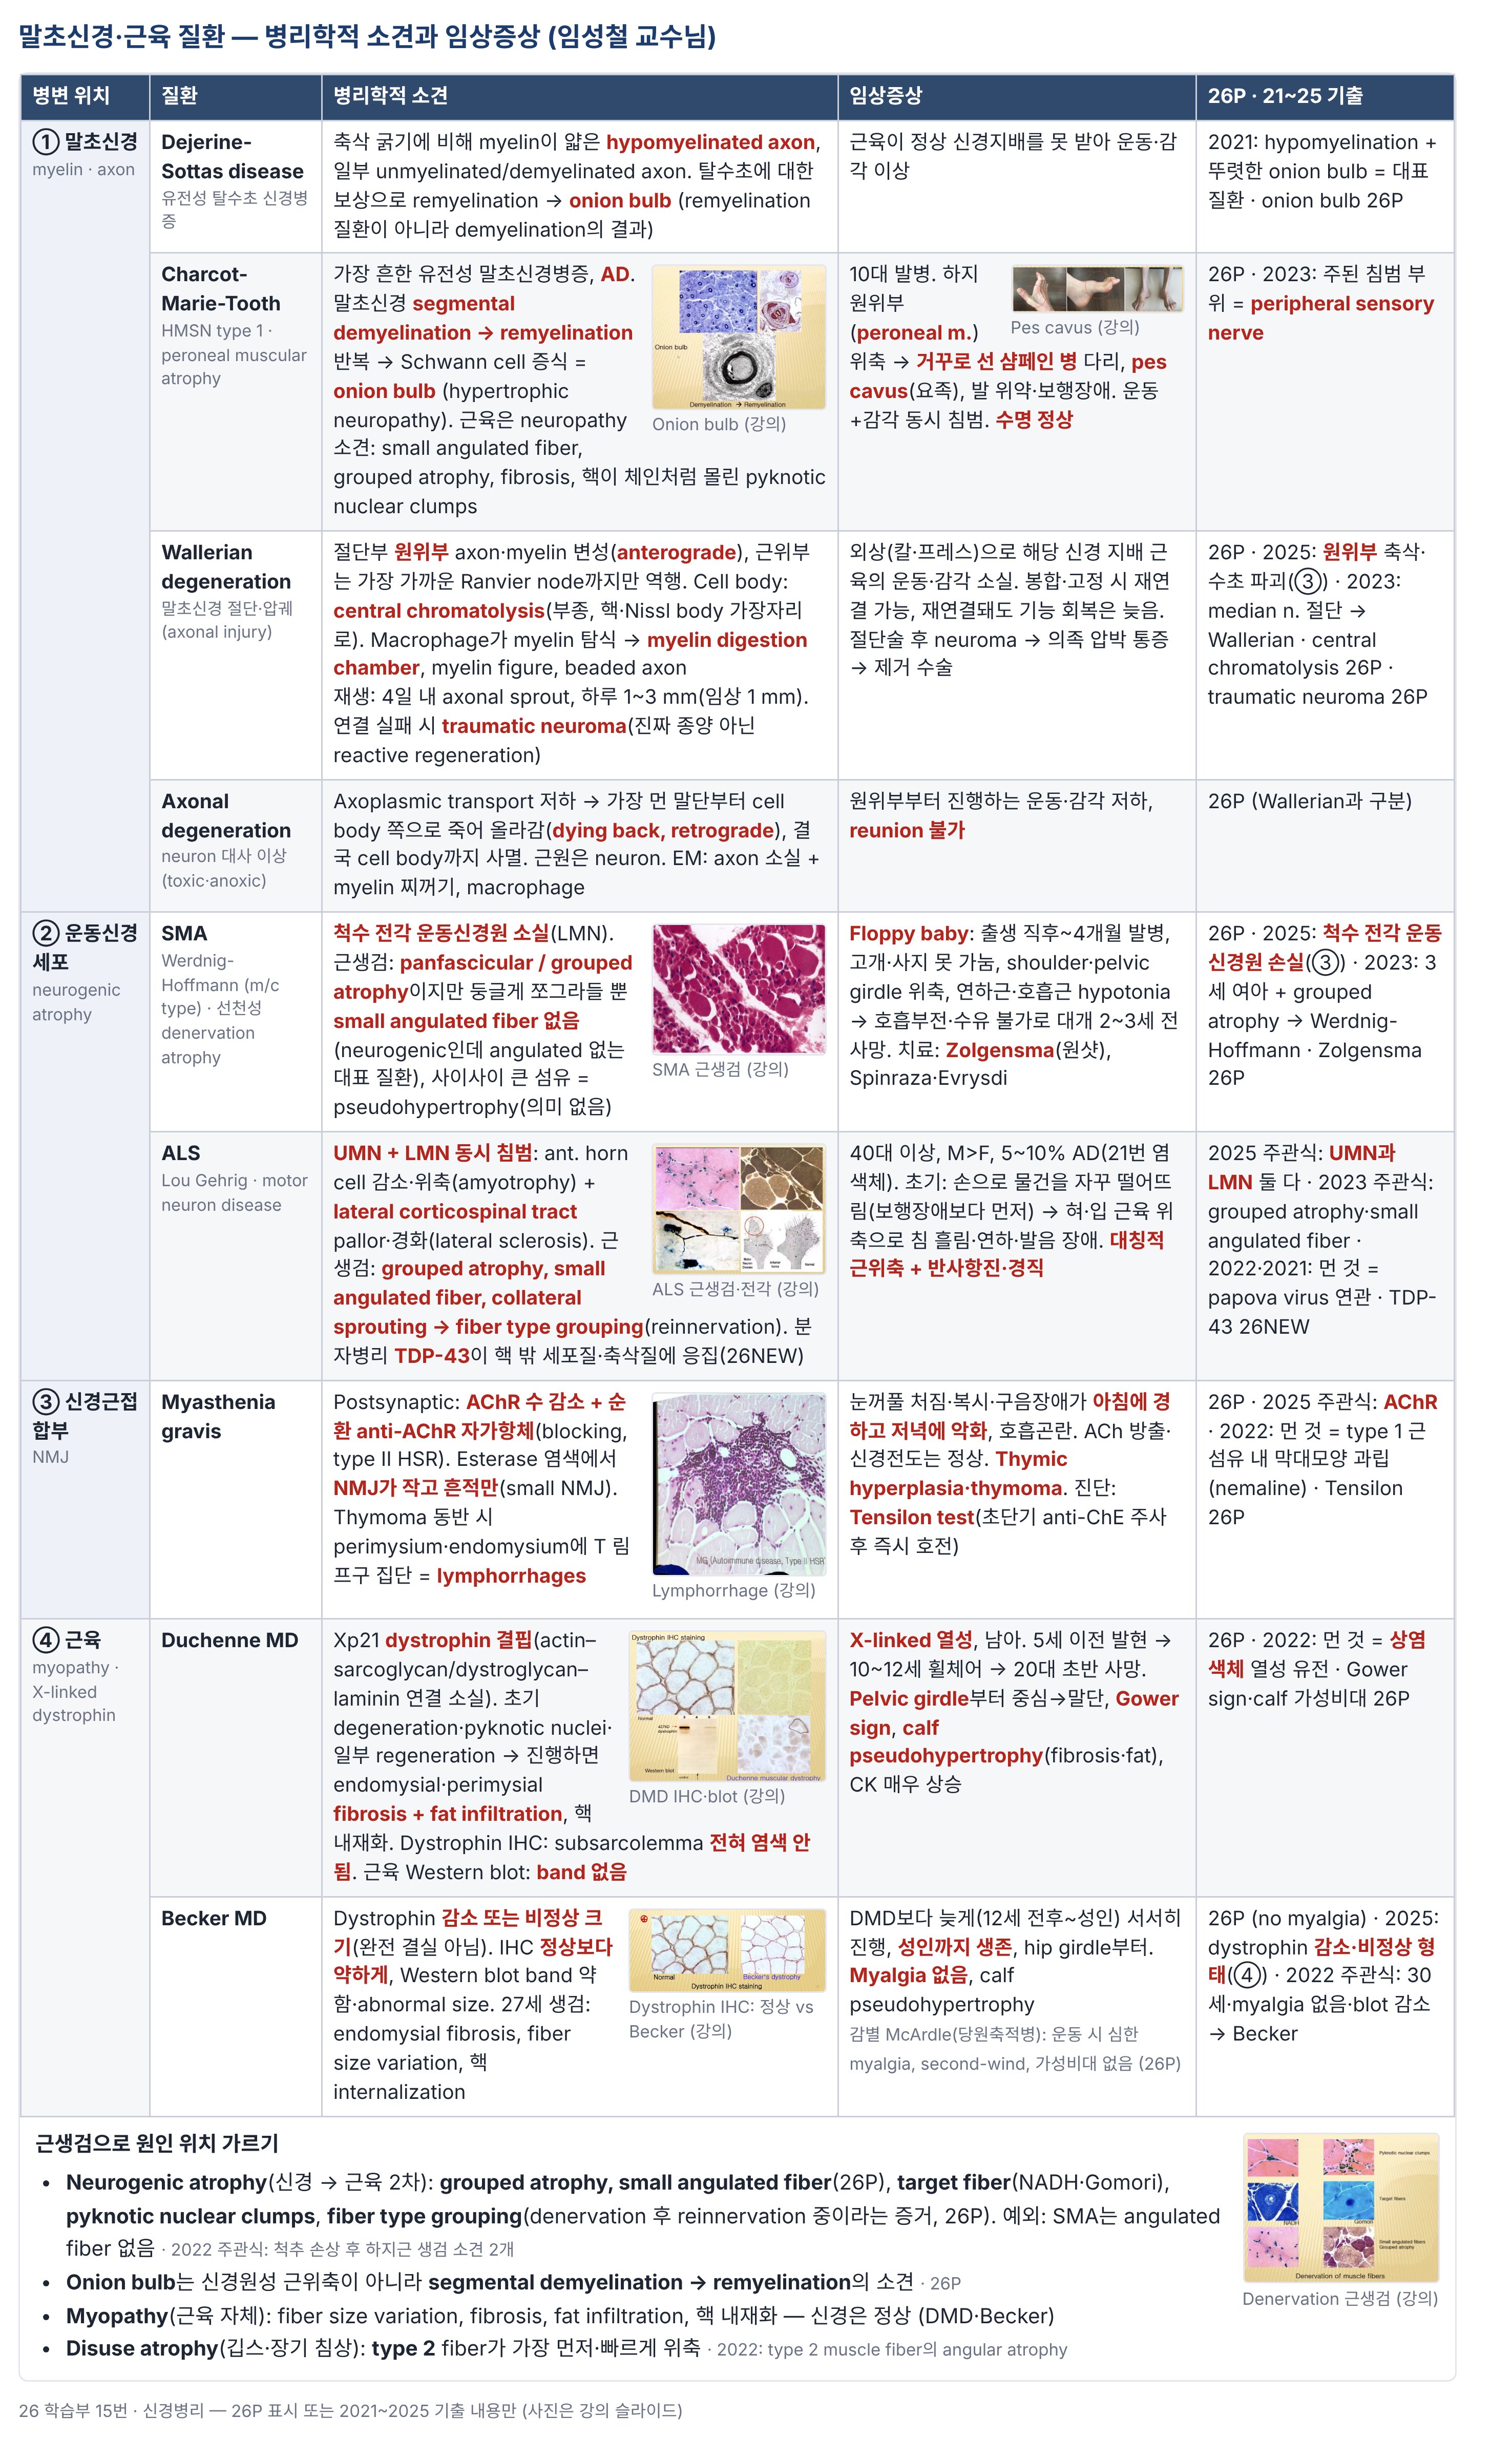 말초신경·근육 질환 — 병리학적 소견과 임상증상 (임성철 교수님)
병변 위치
질환
병리학적 소견
임상증상
26P · 21~25 기출
① 말초신경
myelin · axon
Dejerine-
Sottas disease
유전성 탈수초 신경병
증
축삭 굵기에 비해 myelin이 얇은 hypomyelinated axon,
일부 unmyelinated/demyelinated axon. 탈수초에 대한
보상으로 remyelination → onion bulb (remyelination
질환이 아니라 demyelination의 결과)
근육이 정상 신경지배를 못 받아 운동·감
각 이상
2021: hypomyelination +
뚜렷한 onion bulb = 대표
질환 · onion bulb 26P
Charcot-
Marie-Tooth
HMSN type 1 ·
peroneal muscular
atrophy
가장 흔한 유전성 말초신경병증, AD.
말초신경 segmental
demyelination → remyelination
반복 → Schwann cell 증식 =
onion bulb (hypertrophic
neuropathy). 근육은 neuropathy
소견: small angulated fiber,
grouped atrophy, fibrosis, 핵이 체인처럼 몰린 pyknotic
nuclear clumps
Onion bulb
Demyelination → Remyelination
Onion bulb (강의)
10대 발병. 하지
원위부
(peroneal m.)
위축 → 거꾸로 선 샴페인 병 다리, pes
cavus(요족), 발 위약·보행장애. 운동
+감각 동시 침범. 수명 정상
Pes cavus (강의)
26P · 2023: 주된 침범 부
위 = peripheral sensory
nerve
Wallerian
degeneration
말초신경 절단·압궤
(axonal injury)
절단부 원위부 axon·myelin 변성(anterograde), 근위부
는 가장 가까운 Ranvier node까지만 역행. Cell body:
central chromatolysis(부종, 핵·Nissl body 가장자리
로). Macrophage가 myelin 탐식 → myelin digestion
chamber, myelin figure, beaded axon
재생: 4일 내 axonal sprout, 하루 1~3 mm(임상 1 mm).
연결 실패 시 traumatic neuroma(진짜 종양 아닌
reactive regeneration)
외상(칼·프레스)으로 해당 신경 지배 근
육의 운동·감각 소실. 봉합·고정 시 재연
결 가능, 재연결돼도 기능 회복은 늦음.
절단술 후 neuroma → 의족 압박 통증
→ 제거 수술
26P · 2025: 원위부 축삭·
수초 파괴(③) · 2023:
median n. 절단 →
Wallerian · central
chromatolysis 26P ·
traumatic neuroma 26P
Axonal
degeneration
neuron 대사 이상
(toxic·anoxic)
Axoplasmic transport 저하 → 가장 먼 말단부터 cell
body 쪽으로 죽어 올라감(dying back, retrograde), 결
국 cell body까지 사멸. 근원은 neuron. EM: axon 소실 +
myelin 찌꺼기, macrophage
원위부부터 진행하는 운동·감각 저하,
reunion 불가
26P (Wallerian과 구분)
② 운동신경
세포
neurogenic
atrophy
SMA
Werdnig-
Hoffmann (m/c
type) · 선천성
denervation
atrophy
척수 전각 운동신경원 소실(LMN).
근생검: panfascicular / grouped
atrophy이지만 둥글게 쪼그라들 뿐
small angulated fiber 없음
(neurogenic인데 angulated 없는
대표 질환), 사이사이 큰 섬유 =
pseudohypertrophy(의미 없음)
SMA 근생검 (강의)
Floppy baby: 출생 직후~4개월 발병,
고개·사지 못 가눔, shoulder·pelvic
girdle 위축, 연하근·호흡근 hypotonia
→ 호흡부전·수유 불가로 대개 2~3세 전
사망. 치료: Zolgensma(원샷),
Spinraza·Evrysdi
26P · 2025: 척수 전각 운동
신경원 손실(③) · 2023: 3
세 여아 + grouped
atrophy → Werdnig-
Hoffmann · Zolgensma
26P
ALS
Lou Gehrig · motor
neuron disease
UMN + LMN 동시 침범: ant. horn
cell 감소·위축(amyotrophy) +
lateral corticospinal tract
pallor·경화(lateral sclerosis). 근
생검: grouped atrophy, small
angulated fiber, collateral
sprouting → fiber type grouping(reinnervation). 분
자병리 TDP-43이 핵 밖 세포질·축삭질에 응집(26NEW)
ALS 근생검·전각 (강의)
40대 이상, M>F, 5~10% AD(21번 염
색체). 초기: 손으로 물건을 자꾸 떨어뜨
림(보행장애보다 먼저) → 혀·입 근육 위
축으로 침 흘림·연하·발음 장애. 대칭적
근위축 + 반사항진·경직
2025 주관식: UMN과
LMN 둘 다 · 2023 주관식:
grouped atrophy·small
angulated fiber ·
2022·2021: 먼 것 =
papova virus 연관 · TDP-
43 26NEW
③ 신경근접
합부
NMJ
Myasthenia
gravis
Postsynaptic: AChR 수 감소 + 순
환 anti-AChR 자가항체(blocking,
type II HSR). Esterase 염색에서
NMJ가 작고 흔적만(small NMJ).
Thymoma 동반 시
perimysium·endomysium에 T 림
프구 집단 = lymphorrhages
MG (Autoimmune disease, Type II HSR
Lymphorrhage (강의)
눈꺼풀 처짐·복시·구음장애가 아침에 경
하고 저녁에 악화, 호흡곤란. ACh 방출·
신경전도는 정상. Thymic
hyperplasia·thymoma. 진단:
Tensilon test(초단기 anti-ChE 주사
후 즉시 호전)
26P · 2025 주관식: AChR
· 2022: 먼 것 = type 1 근
섬유 내 막대모양 과립
(nemaline) · Tensilon
26P
④ 근육
myopathy ·
X-linked
dystrophin
Duchenne MD
Xp21 dystrophin 결핍(actin–
sarcoglycan/dystroglycan–
laminin 연결 소실). 초기
degeneration·pyknotic nuclei·
일부 regeneration → 진행하면
endomysial·perimysial
fibrosis + fat infiltration, 핵
내재화. Dystrophin IHC: subsarcolemma 전혀 염색 안
됨. 근육 Western blot: band 없음
Dystrophin IHC staining
Normal
Western blot
Duchenne muscular dystrophy
DMD IHC·blot (강의)
X-linked 열성, 남아. 5세 이전 발현 →
10~12세 휠체어 → 20대 초반 사망.
Pelvic girdle부터 중심→말단, Gower
sign, calf
pseudohypertrophy(fibrosis·fat),
CK 매우 상승
26P · 2022: 먼 것 = 상염
색체 열성 유전 · Gower
sign·calf 가성비대 26P
Becker MD
Dystrophin 감소 또는 비정상 크
기(완전 결실 아님). IHC 정상보다
약하게, Western blot band 약
함·abnormal size. 27세 생검:
endomysial fibrosis, fiber
size variation, 핵
internalization
Normal
Becker's dystrophy
Dystrophin IHC staining
Dystrophin IHC: 정상 vs
Becker (강의)
DMD보다 늦게(12세 전후~성인) 서서히
진행, 성인까지 생존, hip girdle부터.
Myalgia 없음, calf
pseudohypertrophy
감별 McArdle(당원축적병): 운동 시 심한
myalgia, second-wind, 가성비대 없음 (26P)
26P (no myalgia) · 2025:
dystrophin 감소·비정상 형
태(④) · 2022 주관식: 30
세·myalgia 없음·blot 감소
→ Becker
근생검으로 원인 위치 가르기
• Neurogenic atrophy(신경 → 근육 2차): grouped atrophy, small angulated fiber(26P), target fiber(NADH·Gomori),
pyknotic nuclear clumps, fiber type grouping(denervation 후 reinnervation 중이라는 증거, 26P). 예외: SMA는 angulated
fiber 없음 · 2022 주관식: 척추 손상 후 하지근 생검 소견 2개
• Onion bulb는 신경원성 근위축이 아니라 segmental demyelination → remyelination의 소견 · 26P
• Myopathy(근육 자체): fiber size variation, fibrosis, fat infiltration, 핵 내재화 — 신경은 정상 (DMD·Becker)
• Disuse atrophy(깁스·장기 침상): type 2 fiber가 가장 먼저·빠르게 위축 · 2022: type 2 muscle fiber의 angular atrophy
Pyknotic nuclear clumps
Target fibers
NADH
Gomori
Small angulated fibers
Grouped atrophy
Denervation of muscle fibers
Denervation 근생검 (강의)
26 학습부 15번 · 신경병리 — 26P 표시 또는 2021~2025 기출 내용만 (사진은 강의 슬라이드)